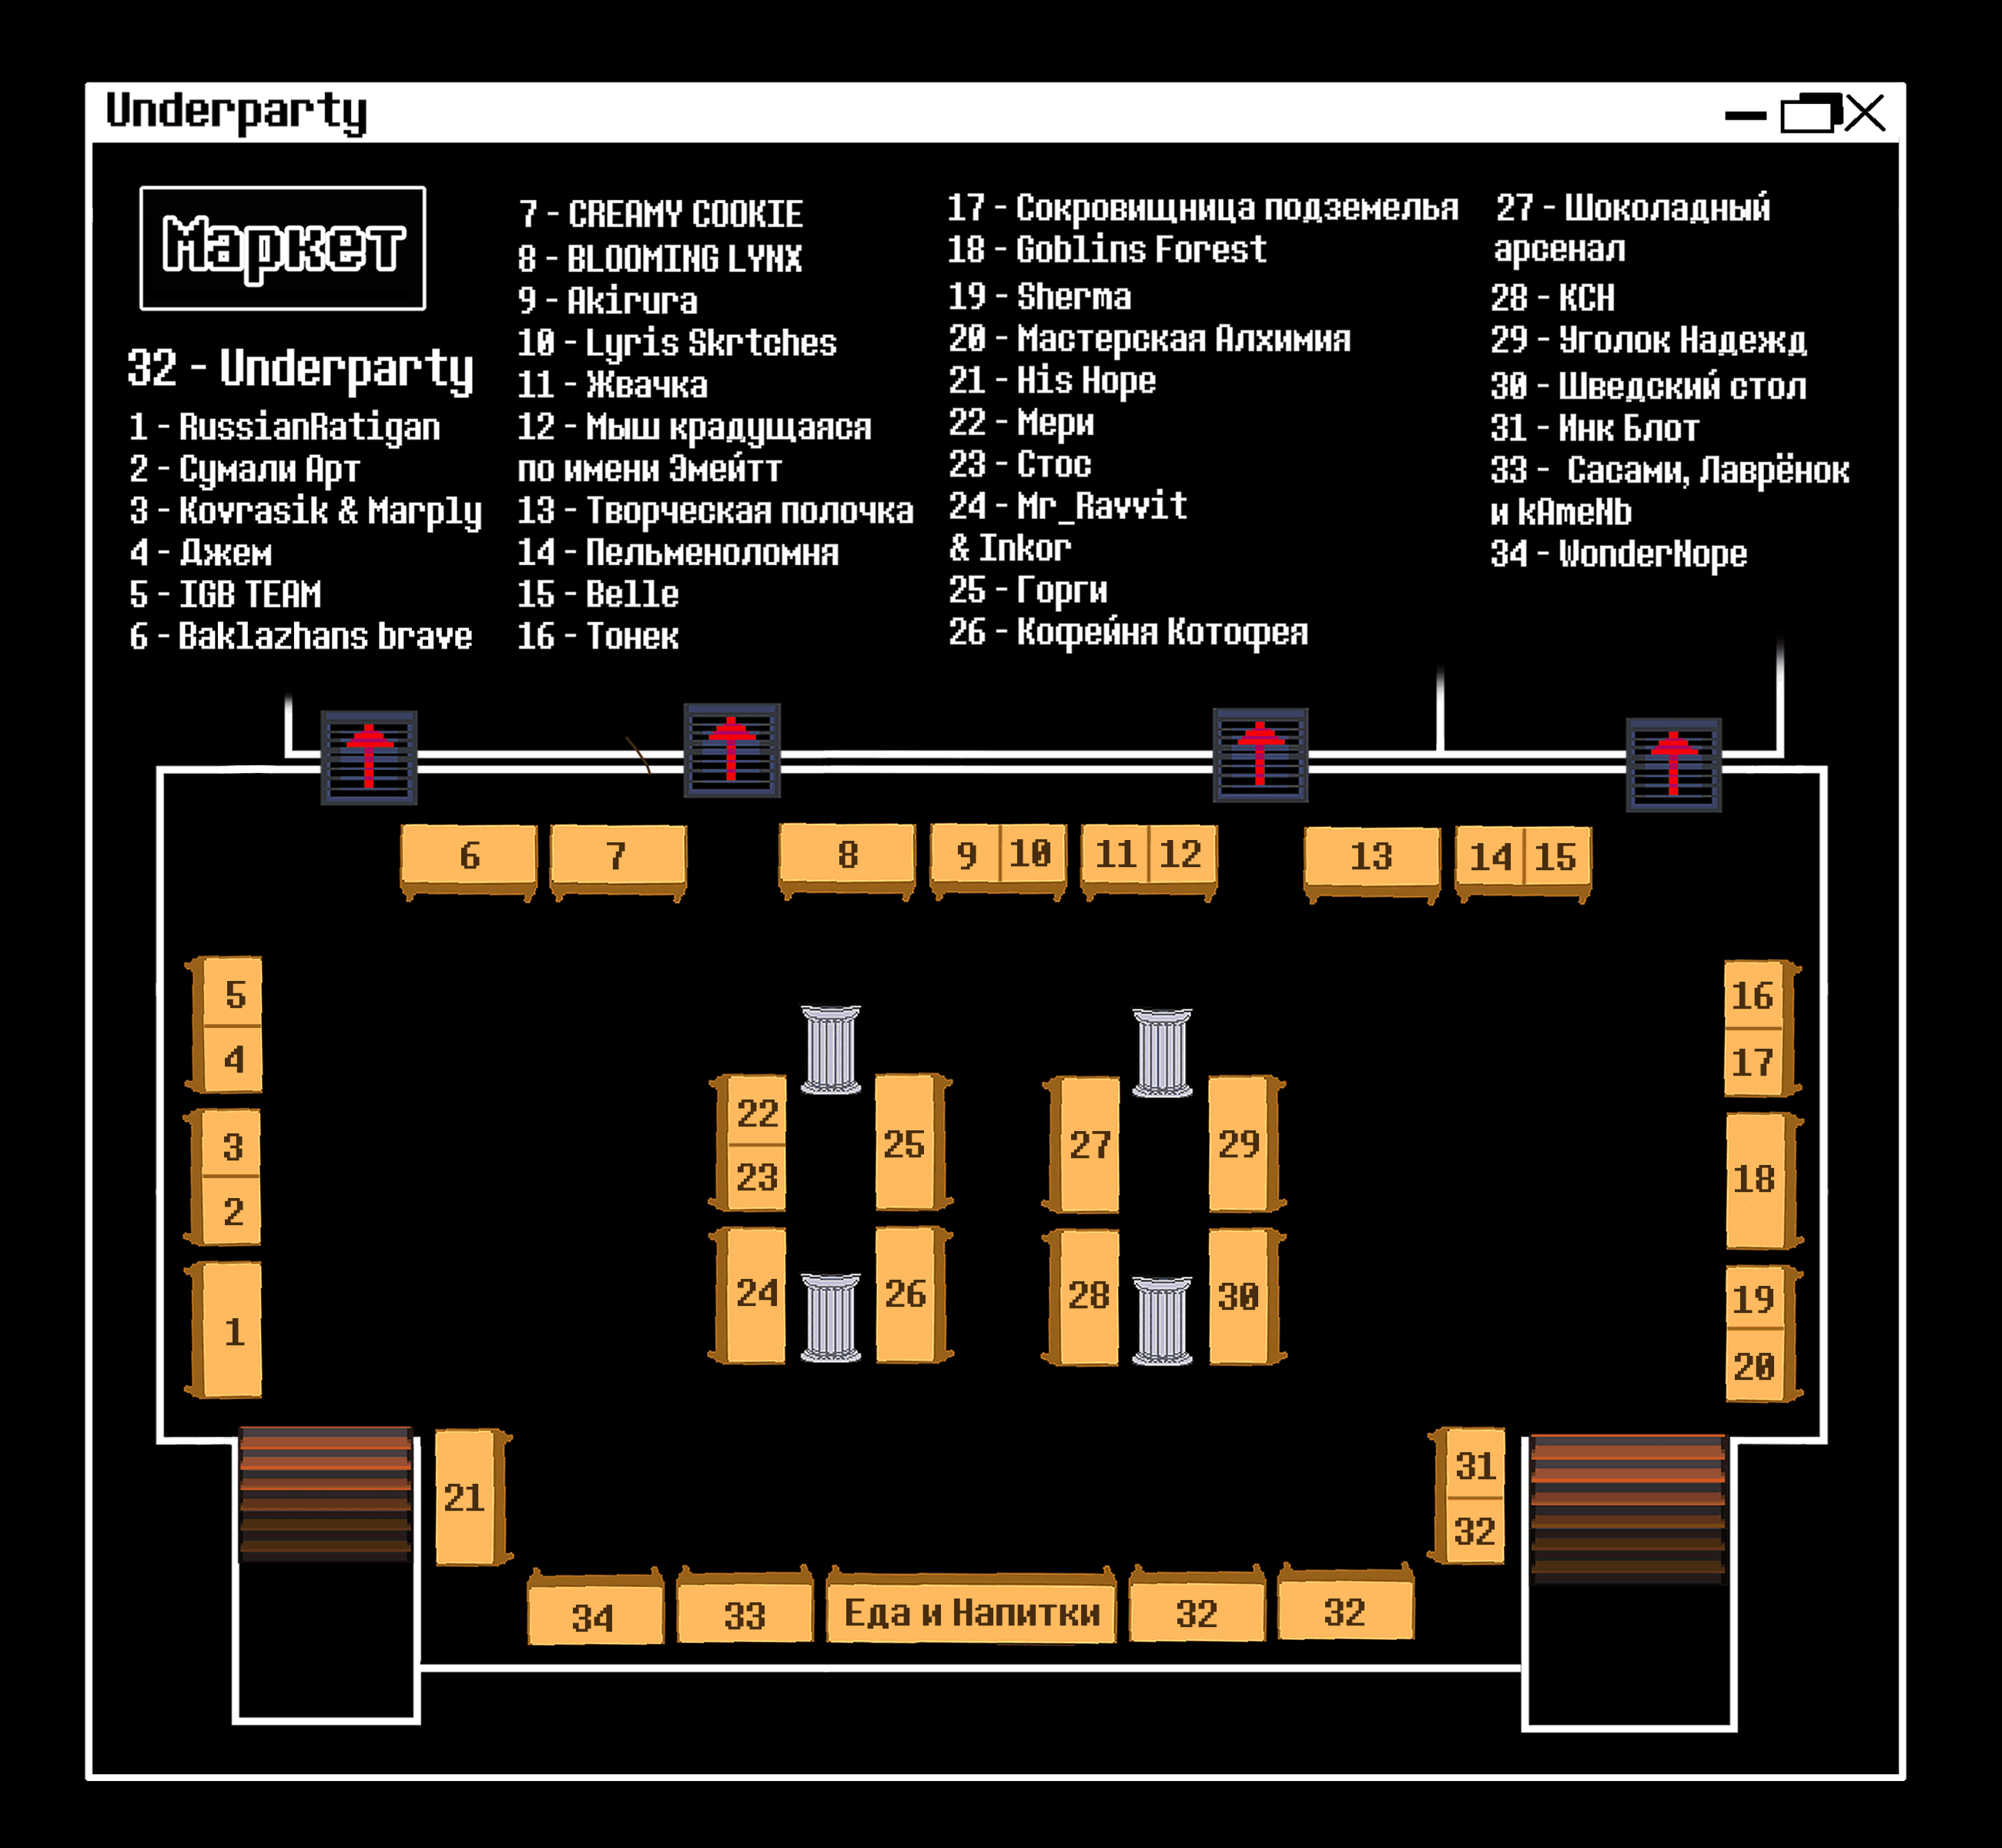 Underparty
Маркет
32 - Underparty
1 - RussianRatigan
2 - Сумали Арт
3 - Kovrasik & Marply
4 - Джем
5 - IGB TEAM
6 - Baklazhans brave
7 - CREAMY COOKIE
8 - BLOOMING LYNX
9 - Akirura
10 - Lyris Skrtches
11 - Жвачка
12 - Мыш крадущаяся
по имени Эмейтт
13 - Творческая полочка
14 - Пельменоломня
15 - Belle
16 - Тонек
17 - Сокровищница подземелья
18 - Goblins Forest
19 - Sherma
20 - Мастерская Алхимия
21 - His Hope
22 - Мери
23 - Стос
24 - Mr_Ravvit
& Inkor
25 - Горги
26 - Кофейня Котофея
27 - Шоколадный
арсенал
28 - КСН
29 - Уголок Надежд
30 - Шведский стол
31 - Инк Блот
33 - Сасами, Лаврёнок
и kAmeNb
34 - WonderNope
6 7 8 9 10 11 12 13 14 15
5
4
3
2
1
22
23
24
25
26
27
28
29
30
16
17
18
19
20
21
31
32
34 33 Еда и Напитки 32 32